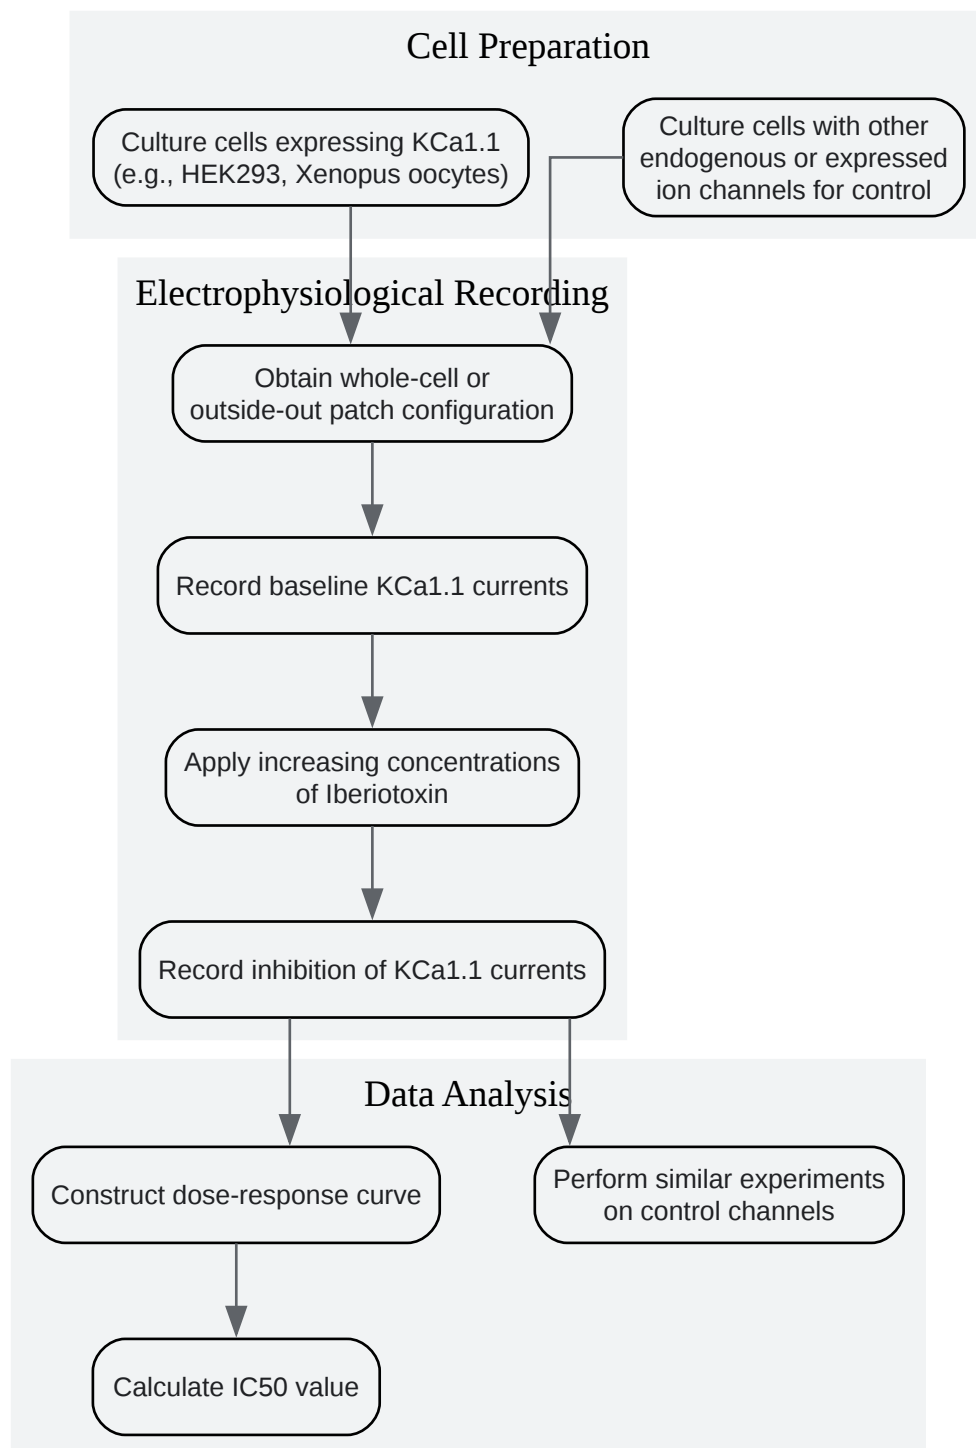 Cell Preparation
Culture cells expressing KCa1.1
(e.g., HEK293, Xenopus oocytes)
Culture cells with other
endogenous or expressed
ion channels for control
Electrophysiological Recording
Obtain whole-cell or
outside-out patch configuration
Record baseline KCa1.1 currents
Apply increasing concentrations
of Iberiotoxin
Record inhibition of KCa1.1 currents
Data Analysis
Construct dose-response curve
Perform similar experiments
on control channels
Calculate IC50 value